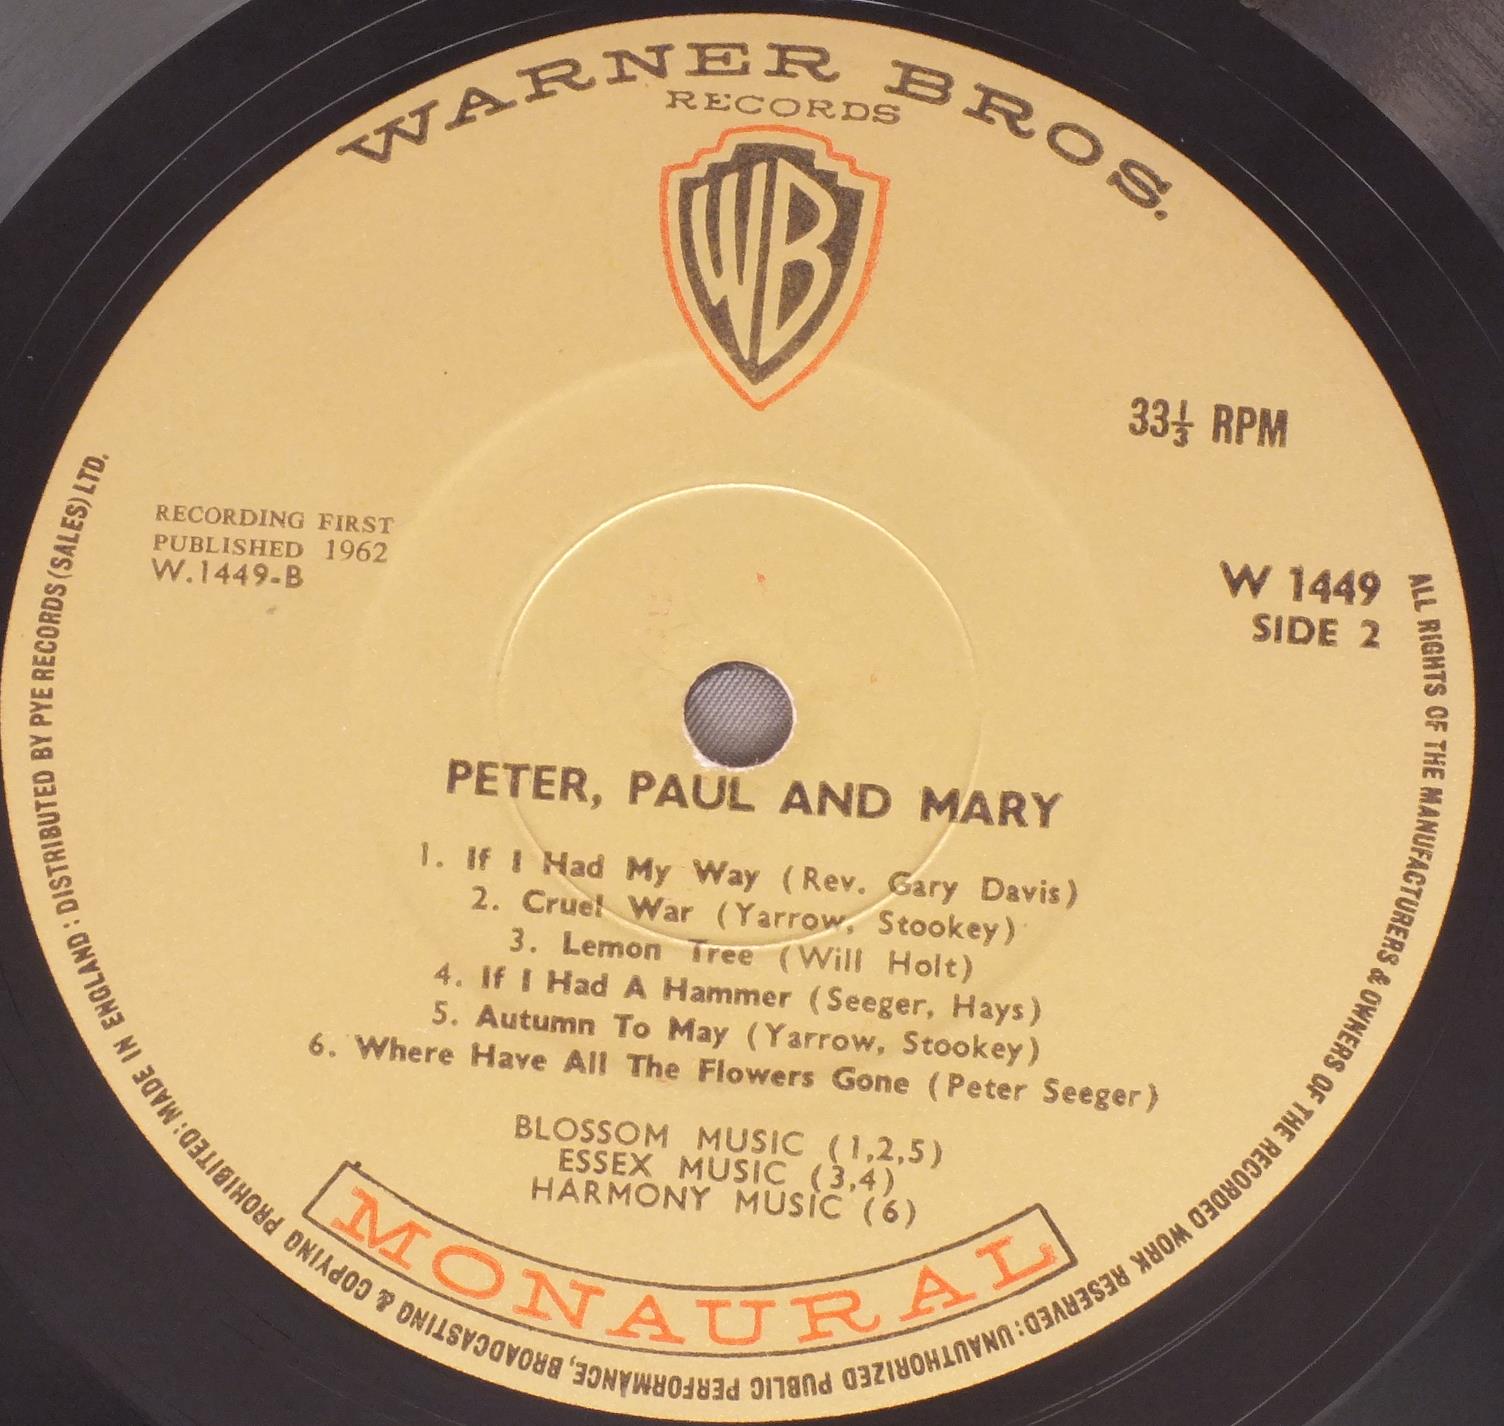 WARNER BROS.
RECORDS
WB
33⅓ RPM
RECORDING FIRST
PUBLISHED 1962
W.1449-B
W 1449
SIDE 2
PETER, PAUL AND MARY
1. If I Had My Way (Rev. Gary Davis)
2. Cruel War (Yarrow, Stookey)
3. Lemon Tree (Will Holt)
4. If I Had A Hammer (Seeger, Hays)
5. Autumn To May (Yarrow, Stookey)
6. Where Have All The Flowers Gone (Peter Seeger)
BLOSSOM MUSIC (1,2,5)
ESSEX MUSIC (3,4)
HARMONY MUSIC (6)
MONAURAL
ALL RIGHTS OF THE MANUFACTURERS & OWNERS OF THE RECORDED WORK RESERVED: UNAUTHORIZED PUBLIC PERFORMANCE, BROADCASTING & COPYING PROHIBITED: MADE IN ENGLAND: DISTRIBUTED BY PYE RECORDS (SALES) LTD.